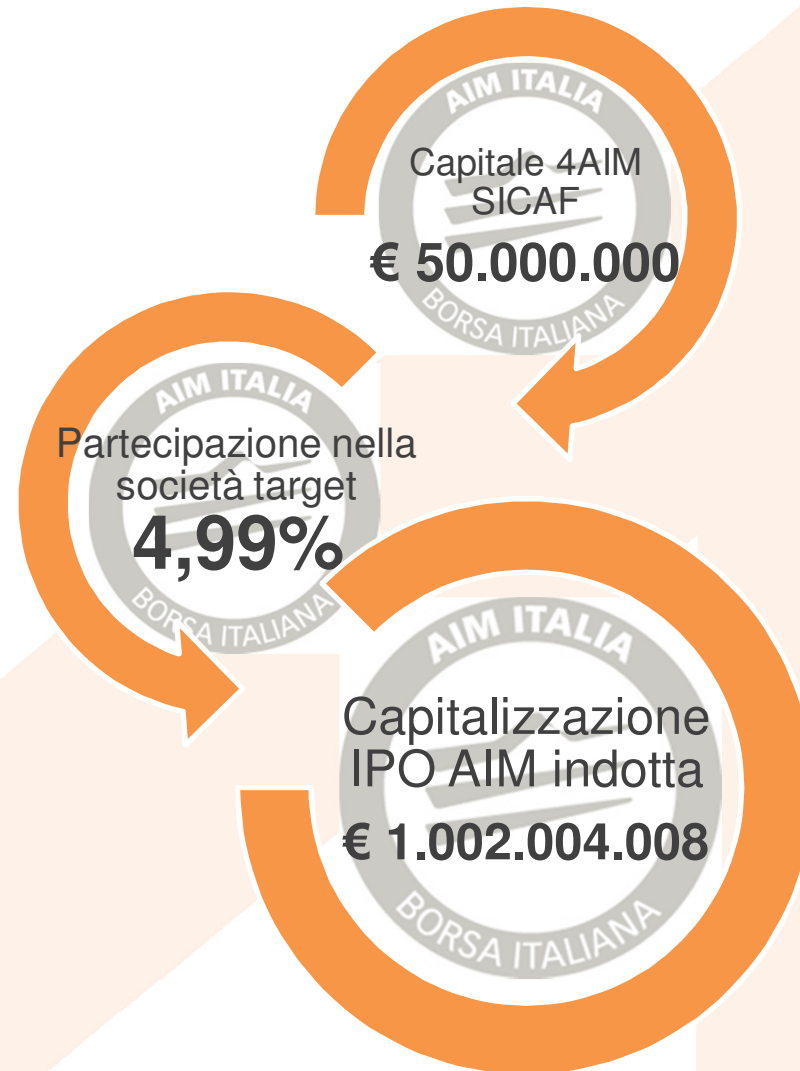 AIM ITALIA
Capitale 4AIM
SICAF
€ 50.000.000
BORSA ITALIANA
AIM ITALIA
Partecipazione nella
società target
4,99%
BORSA ITALIANA
AIM ITALIA
Capitalizzazione
IPO AIM indotta
€ 1.002.004.008
BORSA ITALIANA